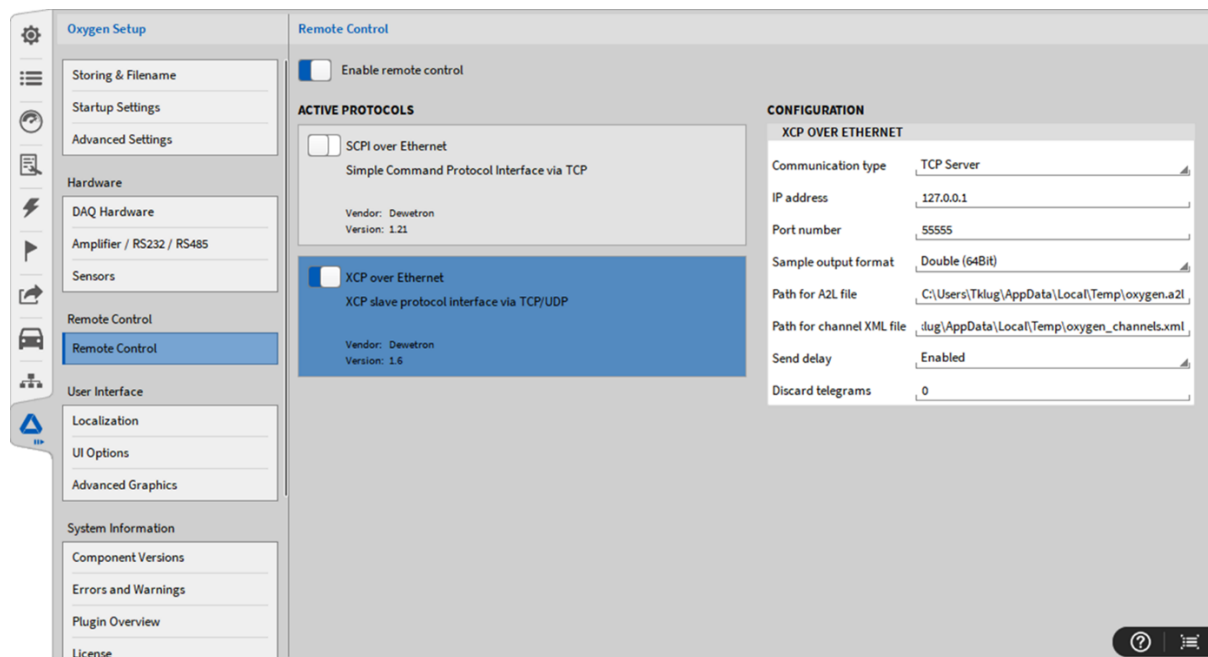 Oxygen Setup
Storing & Filename
Startup Settings
Advanced Settings
Hardware
DAQ Hardware
Amplifier / RS232 / RS485
Sensors
Remote Control
Remote Control
User Interface
Localization
UI Options
Advanced Graphics
System Information
Component Versions
Errors and Warnings
Plugin Overview
License
Remote Control
Enable remote control
ACTIVE PROTOCOLS
SCPI over Ethernet
Simple Command Protocol Interface via TCP
Vendor: Dewetron
Version: 1.21
XCP over Ethernet
XCP slave protocol interface via TCP/UDP
Vendor: Dewetron
Version: 1.6
CONFIGURATION
XCP OVER ETHERNET
Communication type TCP Server
IP address 127.0.0.1
Port number 55555
Sample output format Double (64Bit)
Path for A2L file C:\Users\Tklug\AppData\Local\Temp\oxygen.a2l
Path for channel XML file :lug\AppData\Local\Temp\oxygen_channels.xml
Send delay Enabled
Discard telegrams 0